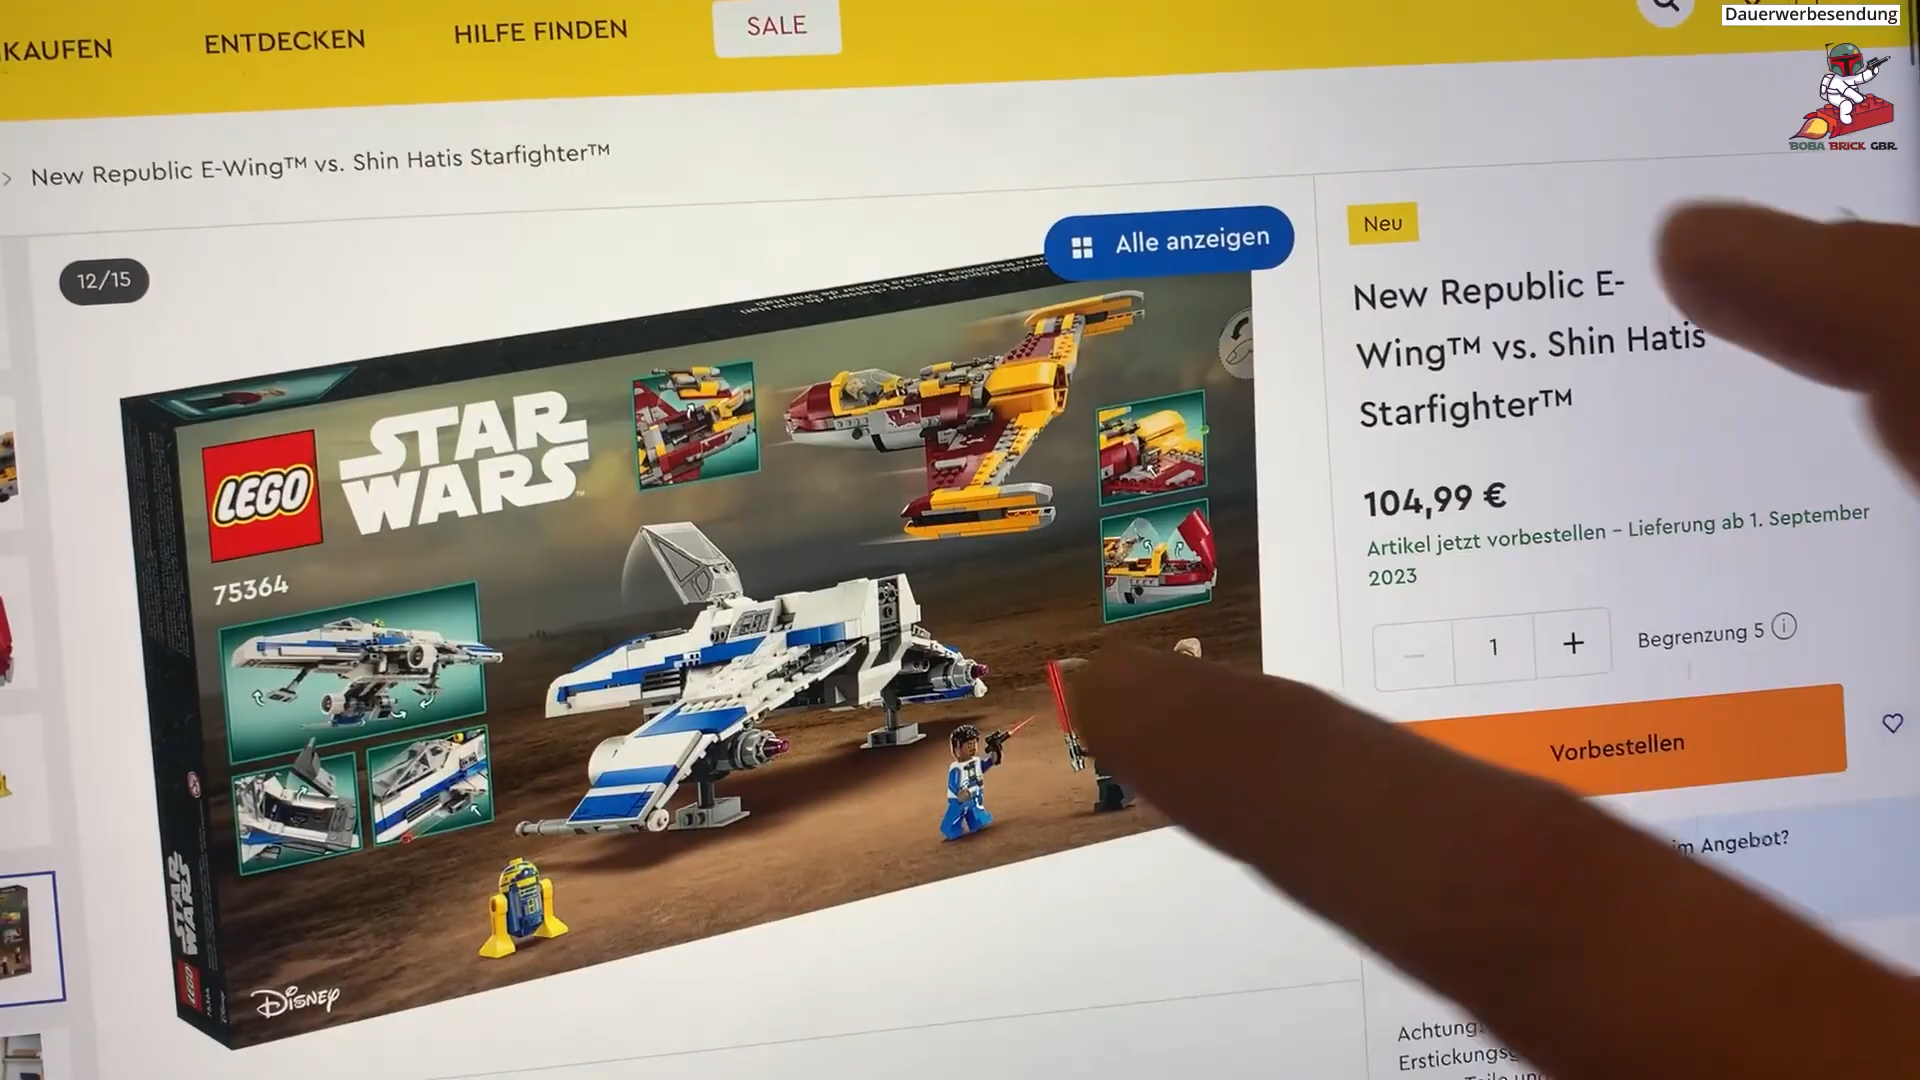 Dauerwerbesendung
KAUFEN
ENTDECKEN
HILFE FINDEN
SALE
BOBA BRICK GBR.
> New Republic E-Wing™ vs. Shin Hatis Starfighter™
12/15
Alle anzeigen
Neu
New Republic E-
Wing™ vs. Shin Hatis
Starfighter™
104,99 €
Artikel jetzt vorbestellen – Lieferung ab 1. September
2023
1
Begrenzung 5
Vorbestellen
im Angebot?
Achtung
LEGO
STAR
WARS
75364
STAR
WARS
LEGO
Disney